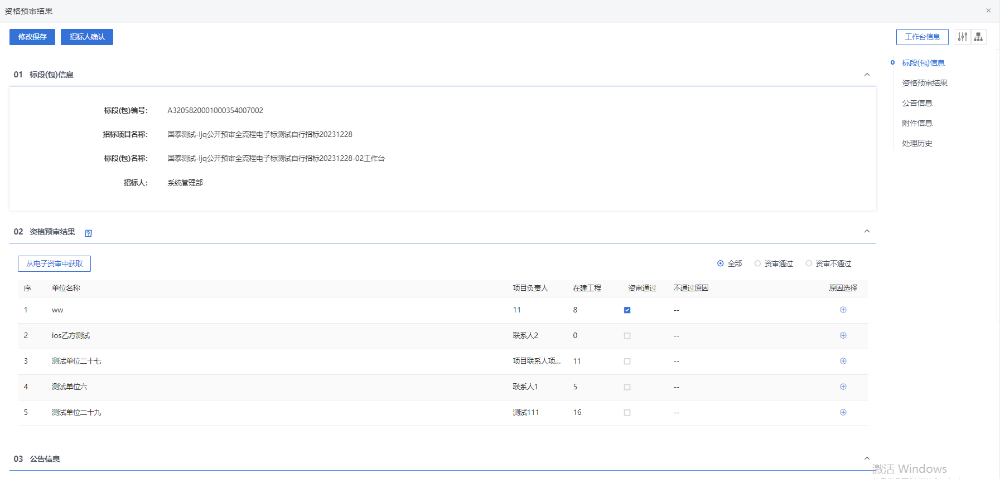 资格预审结果
修改保存 招标人确认 工作台信息
标段(包)信息
资格预审结果
公告信息
附件信息
处理历史
01 标段(包)信息
标段(包)编号: A3205820001000354007002
招标项目名称: 国泰测试-ljq公开预审全流程电子标测试自行招标20231228
标段(包)名称: 国泰测试-ljq公开预审全流程电子标测试自行招标20231228-02工作台
招标人: 系统管理部
02 资格预审结果
从电子资审中获取 全部 资审通过 资审不通过
序 单位名称 项目负责人 在建工程 资审通过 不通过原因 原因选择
1 ww 11 8 --
2 ios乙方测试 联系人2 0 --
3 测试单位二十七 项目联系人项... 11 --
4 测试单位六 联系人1 5 --
5 测试单位二十九 测试111 16 --
03 公告信息
激活 Windows